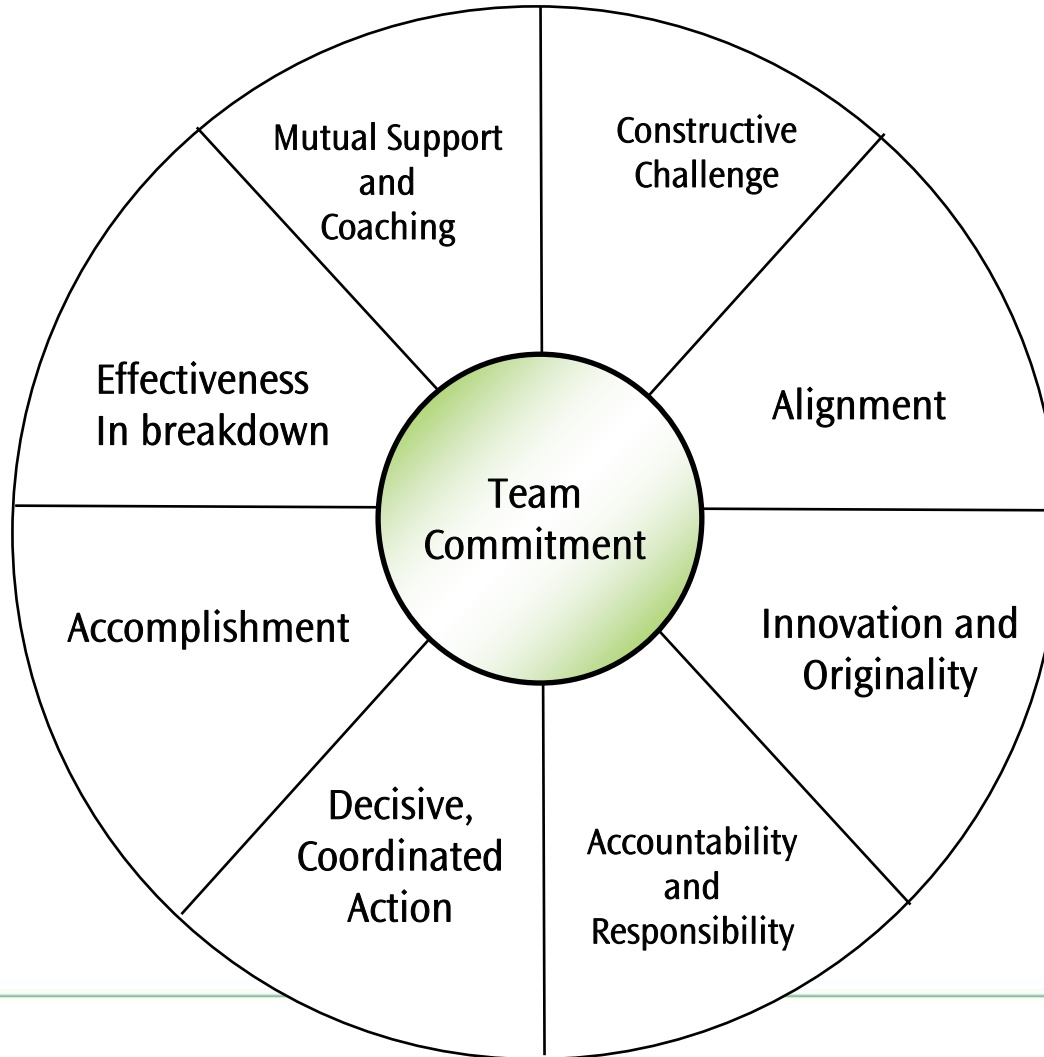 Mutual Support
and
Coaching
Constructive
Challenge
Effectiveness
In breakdown
Alignment
Team
Commitment
Accomplishment
Innovation and
Originality
Decisive,
Coordinated
Action
Accountability
and
Responsibility